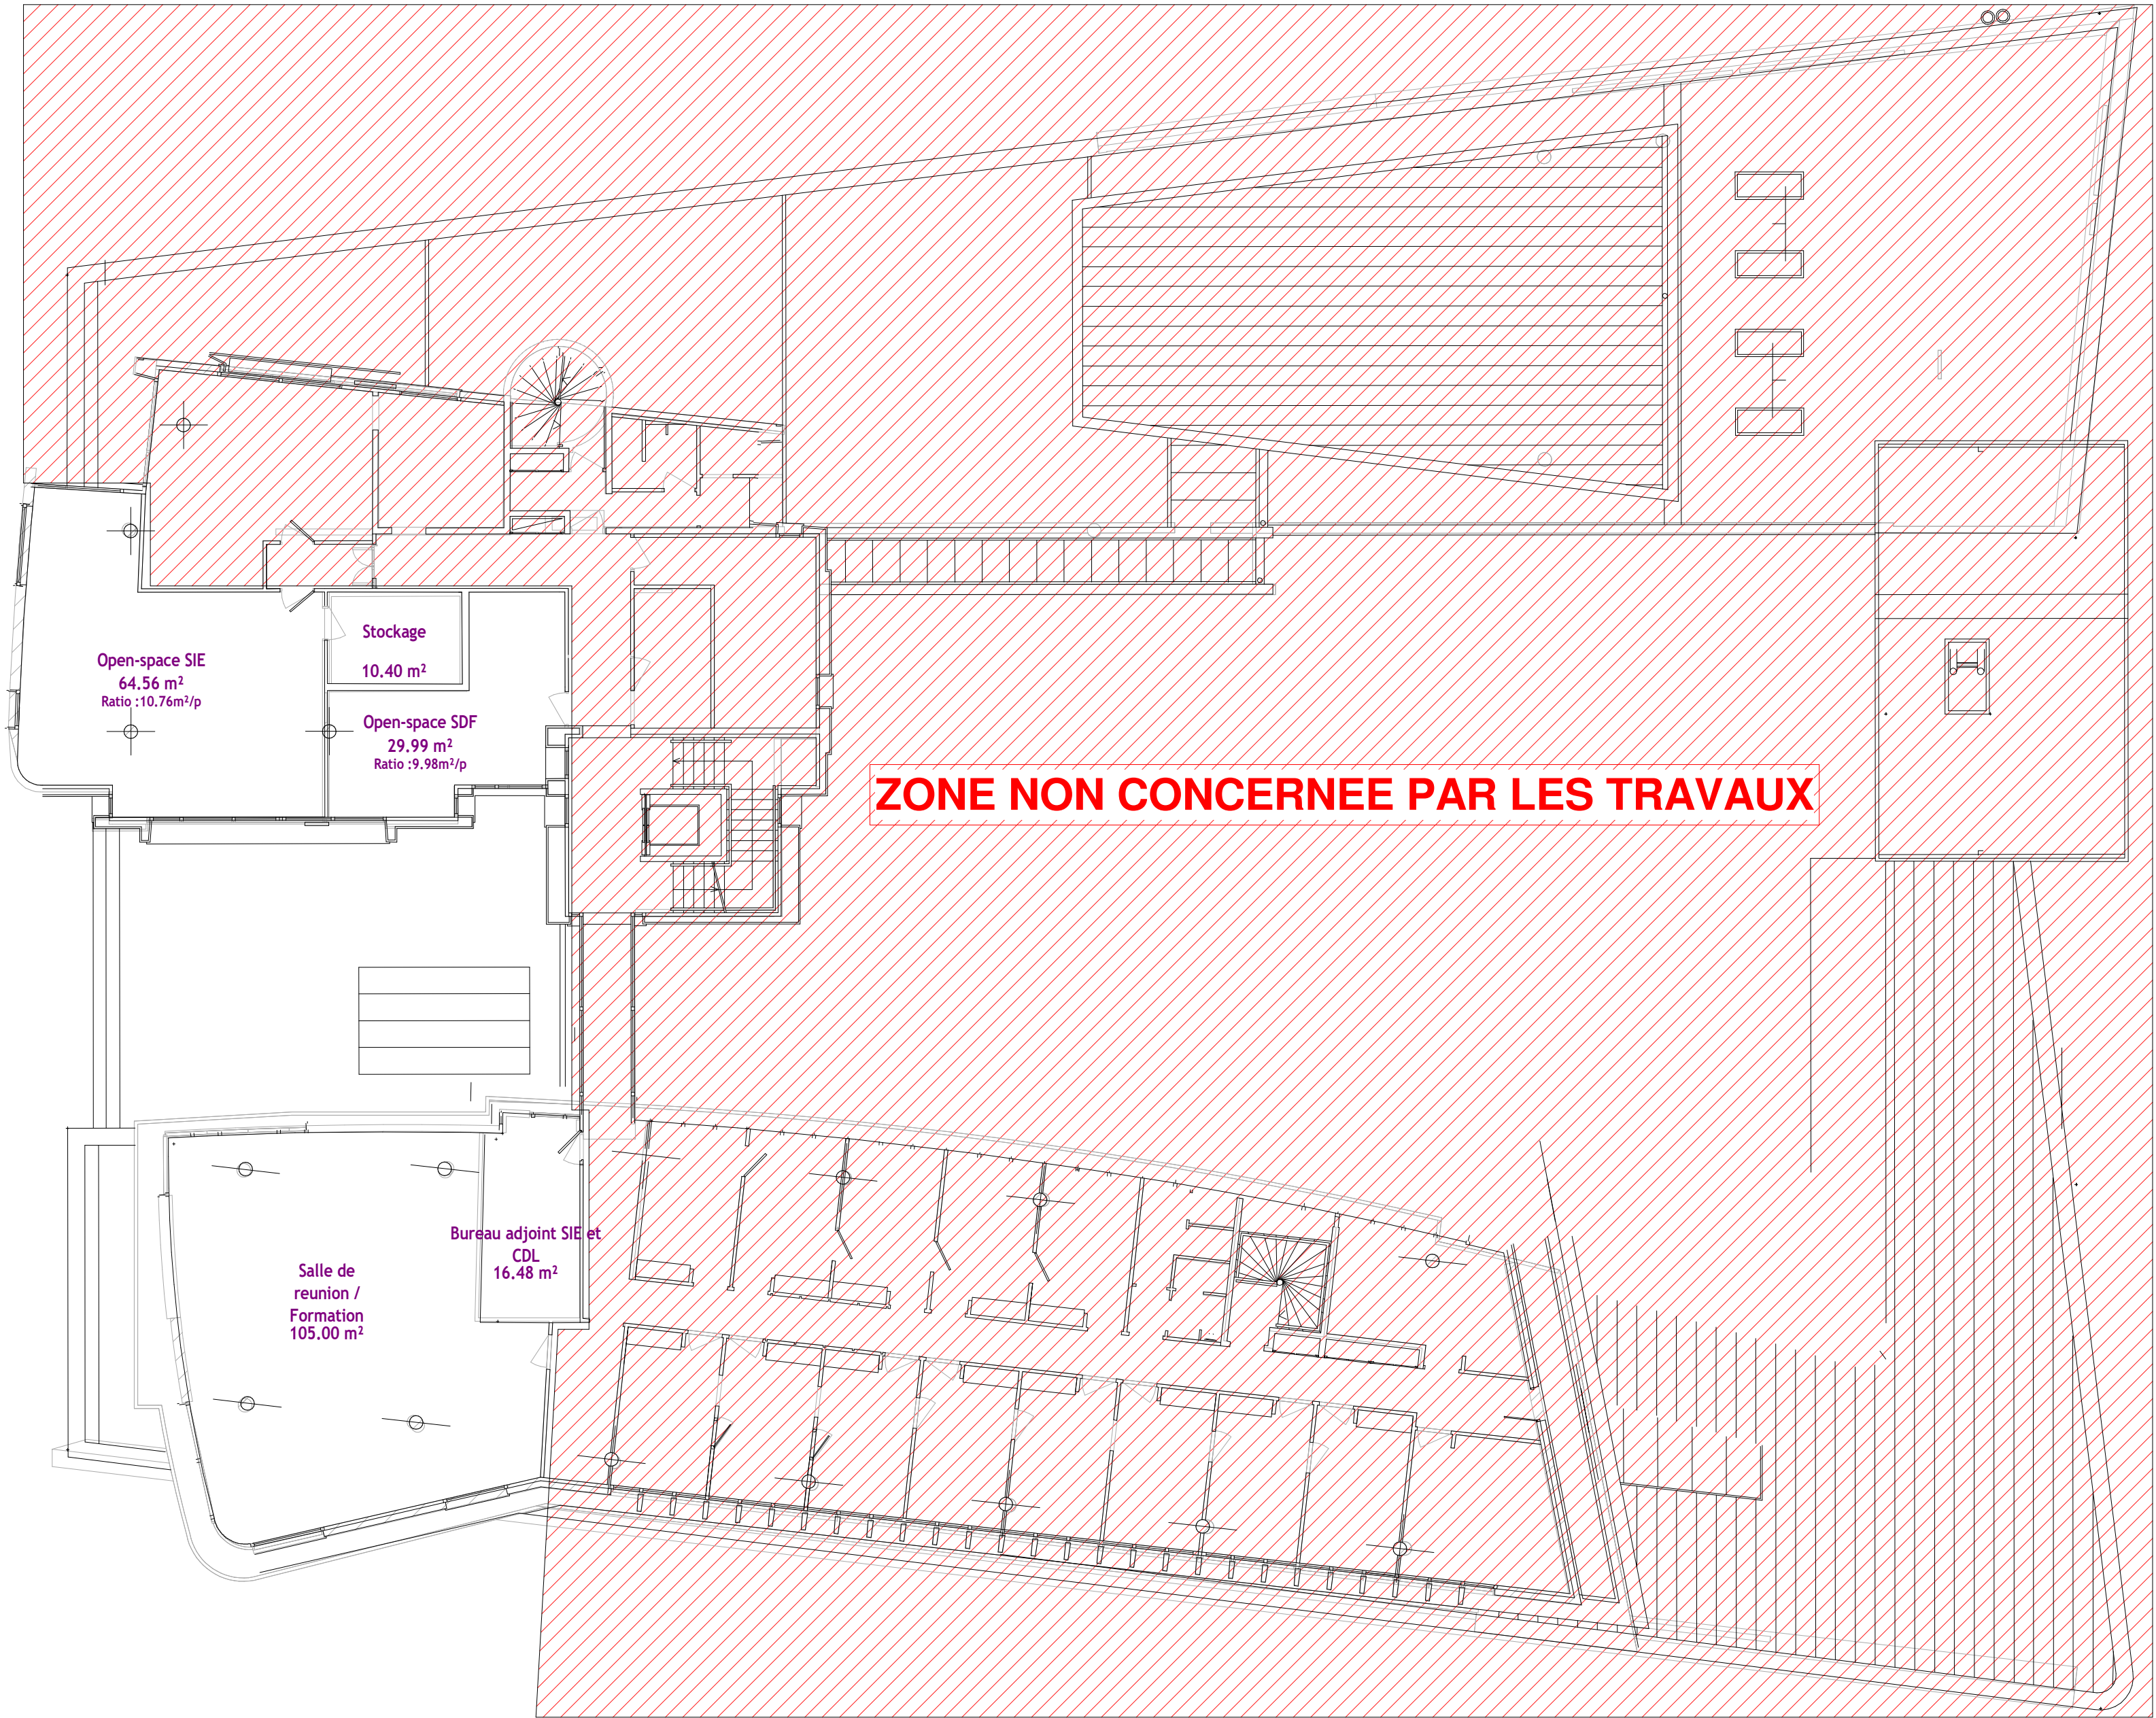 Stockage
10.40 m²
Open-space SIE
64.56 m²
Ratio :10.76m²/p
Open-space SDF
29.99 m²
Ratio :9.98m²/p
ZONE NON CONCERNEE PAR LES TRAVAUX
Bureau adjoint SIE et
CDL
16.48 m²
Salle de
reunion /
Formation
105.00 m²